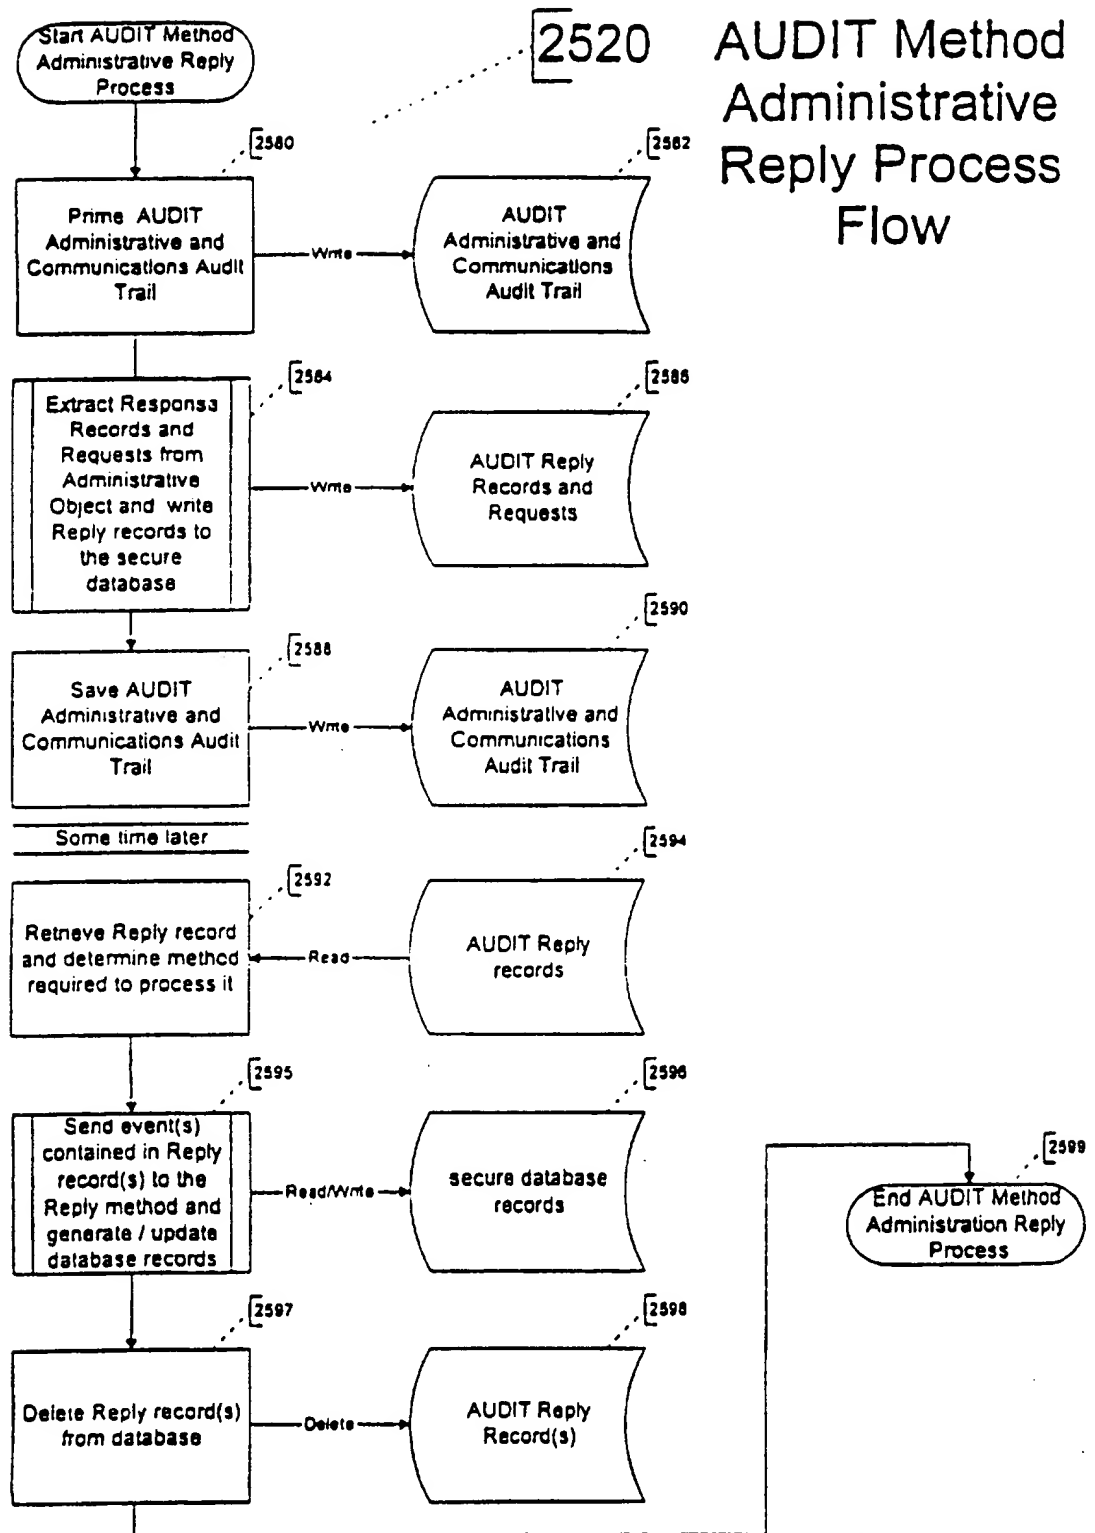 Start AUDIT Method
Administrative Reply
Process
2520
AUDIT Method
Administrative
Reply Process
Flow
2580
2582
Prime AUDIT
Administrative and
Communications Audit
Trail
Write
AUDIT
Administrative and
Communications
Audit Trail
2584
2586
Extract Response
Records and
Requests from
Administrative
Object and write
Reply records to
the secure
database
Write
AUDIT Reply
Records and
Requests
2588
2590
Save AUDIT
Administrative and
Communications Audit
Trail
Write
AUDIT
Administrative and
Communications
Audit Trail
Some time later
2592
2594
Retrieve Reply record
and determine method
required to process it
Read
AUDIT Reply
records
2595
2596
Send event(s)
contained in Reply
record(s) to the
Reply method and
generate / update
database records
Read/Write
secure database
records
2599
End AUDIT Method
Administration Reply
Process
2597
2598
Delete Reply record(s)
from database
Delete
AUDIT Reply
Record(s)